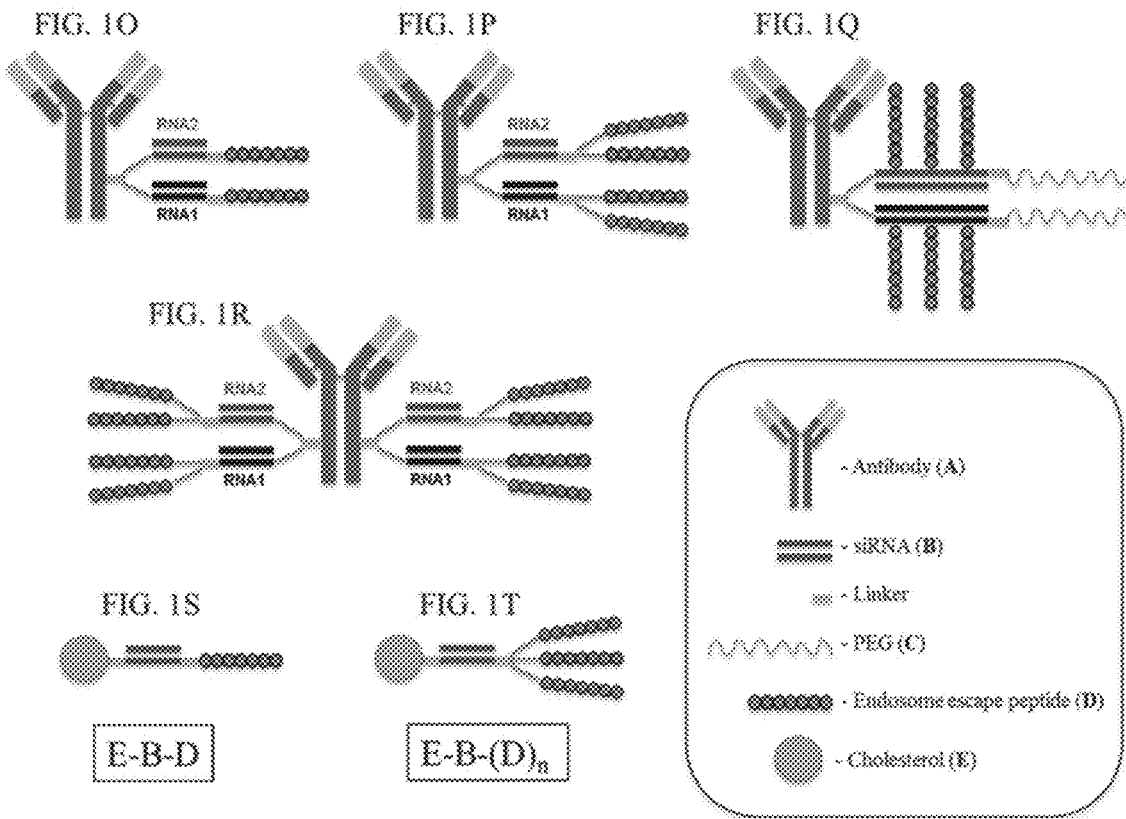 FIG. 1O
FIG. 1P
FIG. 1Q
RNA2
RNA1
RNA2
RNA1
FIG. 1R
RNA2
RNA1
RNA2
RNA1
FIG. 1S
FIG. 1T
E-B-D
E-B-(D)n
- Antibody (A)
- siRNA (B)
- Linker
- PEG (C)
- Endosome escape peptide (D)
- Cholesterol (E)